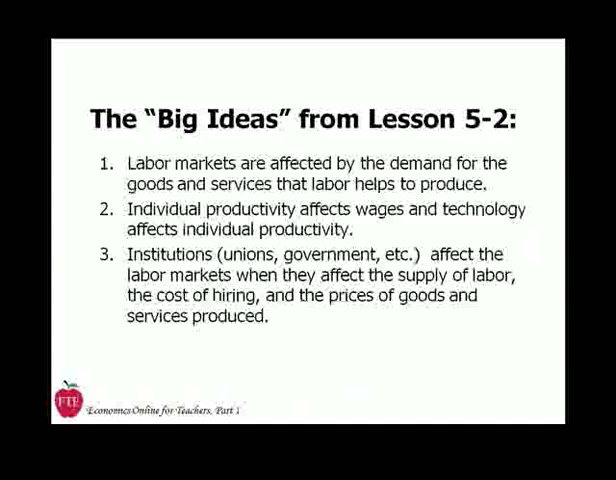 The “Big Ideas” from Lesson 5-2:
1. Labor markets are affected by the demand for the
goods and services that labor helps to produce.
2. Individual productivity affects wages and technology
affects individual productivity.
3. Institutions (unions, government, etc.) affect the
labor markets when they affect the supply of labor,
the cost of hiring, and the prices of goods and
services produced.
FTE
Economics Online for Teachers, Part 1